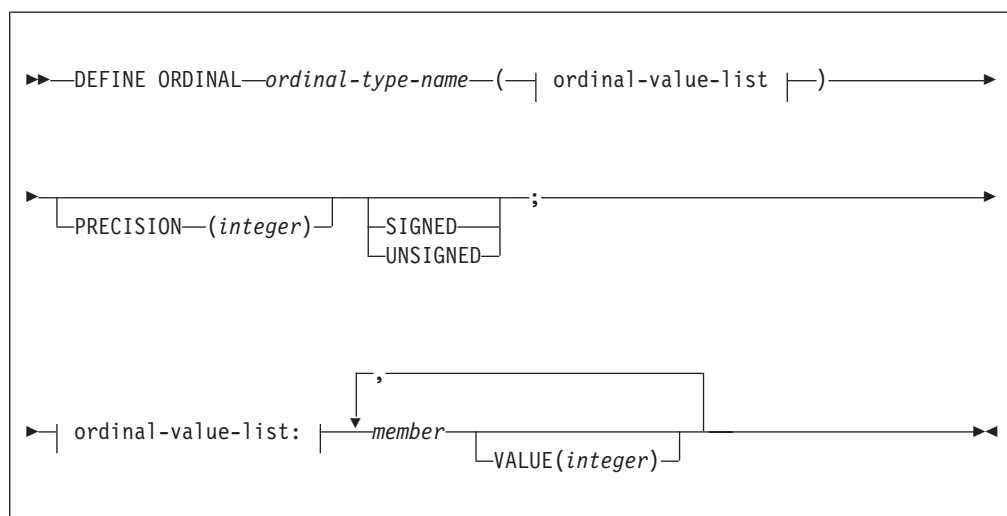 DEFINE ORDINAL ordinal-type-name ( ordinal-value-list )
PRECISION (integer) SIGNED ;
UNSIGNED
,
ordinal-value-list: member
VALUE(integer)